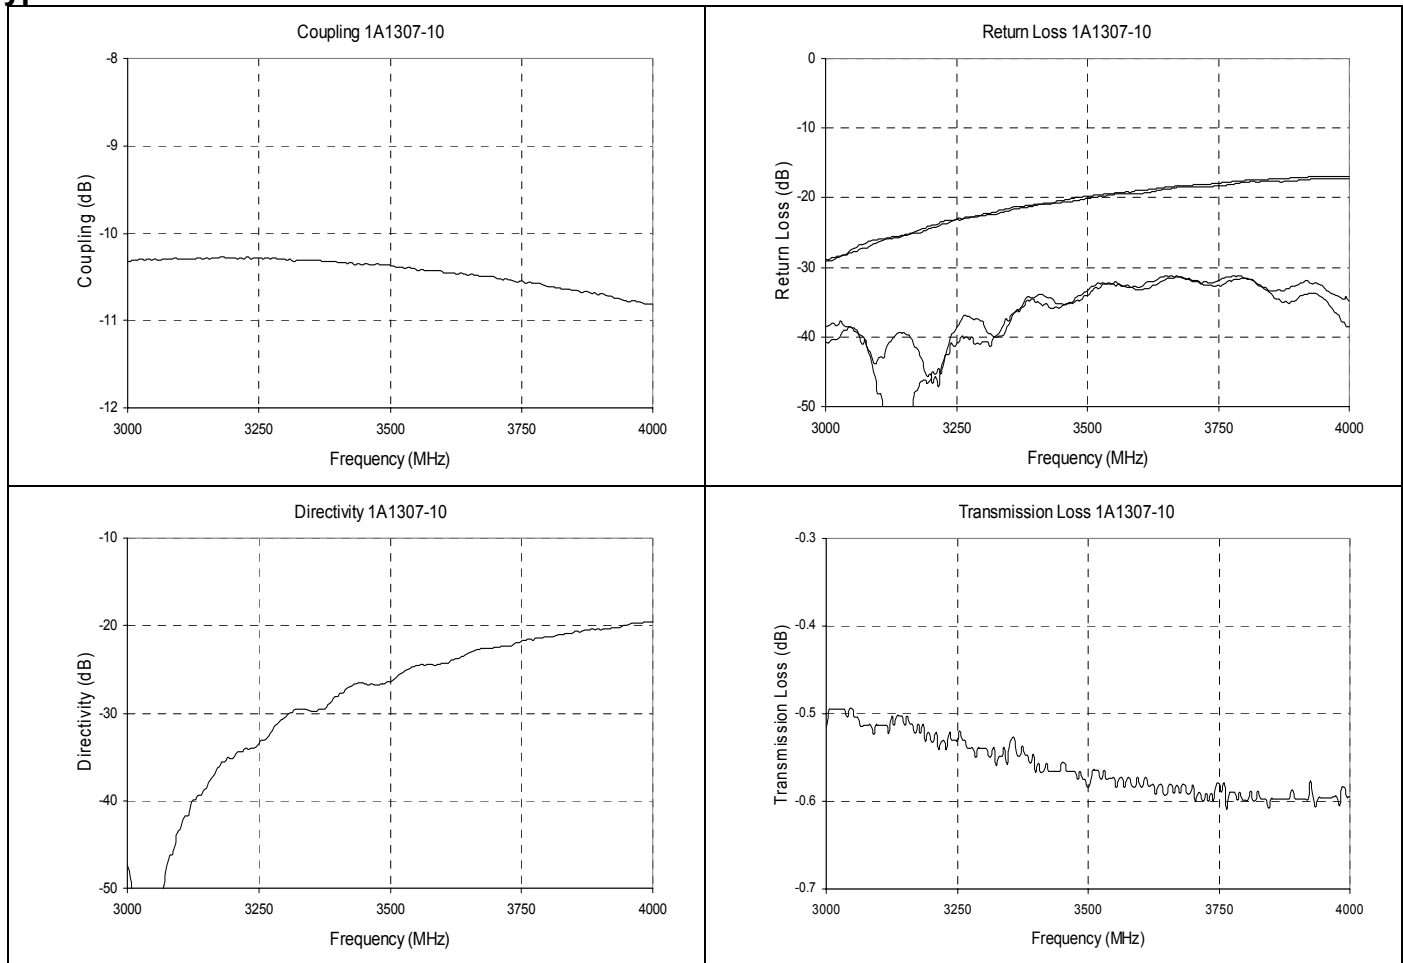 Coupling 1A1307-10
-8
-9
-10
-11
-12
Coupling (dB)
3000 3250 3500 3750 4000
Frequency (MHz)
Return Loss 1A1307-10
0
-10
-20
-30
-40
-50
Return Loss (dB)
3000 3250 3500 3750 4000
Frequency (MHz)
Directivity 1A1307-10
-10
-20
-30
-40
-50
Directivity (dB)
3000 3250 3500 3750 4000
Frequency (MHz)
Transmission Loss 1A1307-10
-0.3
-0.4
-0.5
-0.6
-0.7
Transmission Loss (dB)
3000 3250 3500 3750 4000
Frequency (MHz)